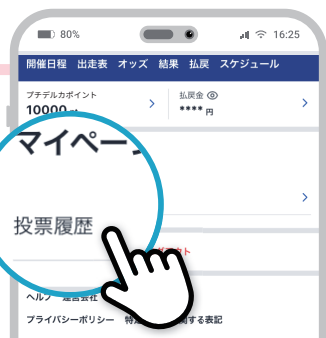 80%
16:25
開催日程 出走表 オッズ 結果 払戻 スケジュール
プチデルカポイント
10000
払戻金
**** 円
マイペー
投票履歴
ヘルプ 運営会社
プライバシーポリシー 特 する表記